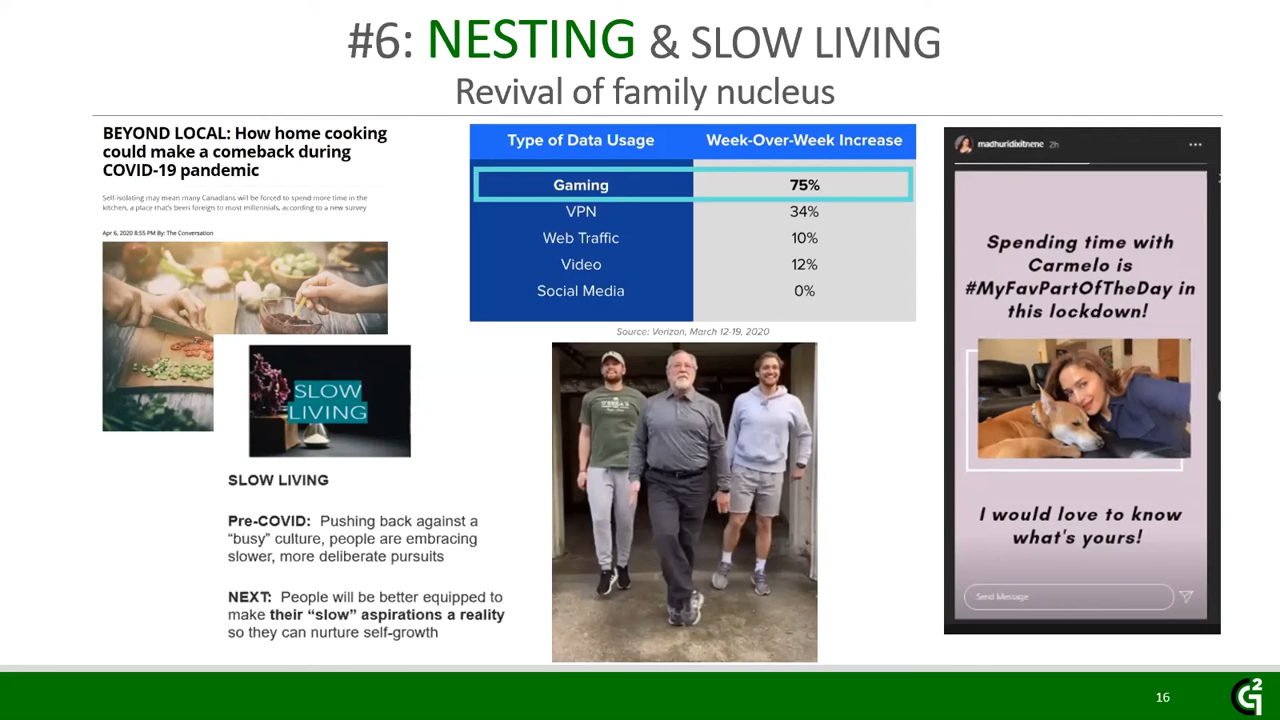 #6: NESTING & SLOW LIVING
Revival of family nucleus
BEYOND LOCAL: How home cooking
could make a comeback during
COVID-19 pandemic
Self-isolating may mean many Canadians will be forced to spend more time in the
kitchen, a place that's been foreign to most millennials, according to a new survey
Apr 6, 2020 8:55 PM By: The Conversation
SLOW
LIVING
SLOW LIVING
Pre-COVID: Pushing back against a
“busy” culture, people are embracing
slower, more deliberate pursuits
NEXT: People will be better equipped to
make their “slow” aspirations a reality
so they can nurture self-growth
Type of Data Usage Week-Over-Week Increase
Gaming 75%
VPN 34%
Web Traffic 10%
Video 12%
Social Media 0%
Source: Verizon, March 12-19, 2020
madhuridixitnene 2h
Spending time with
Carmelo is
#MyFavPartOfTheDay in
this lockdown!
I would love to know
what's yours!
Send Message
16
G2